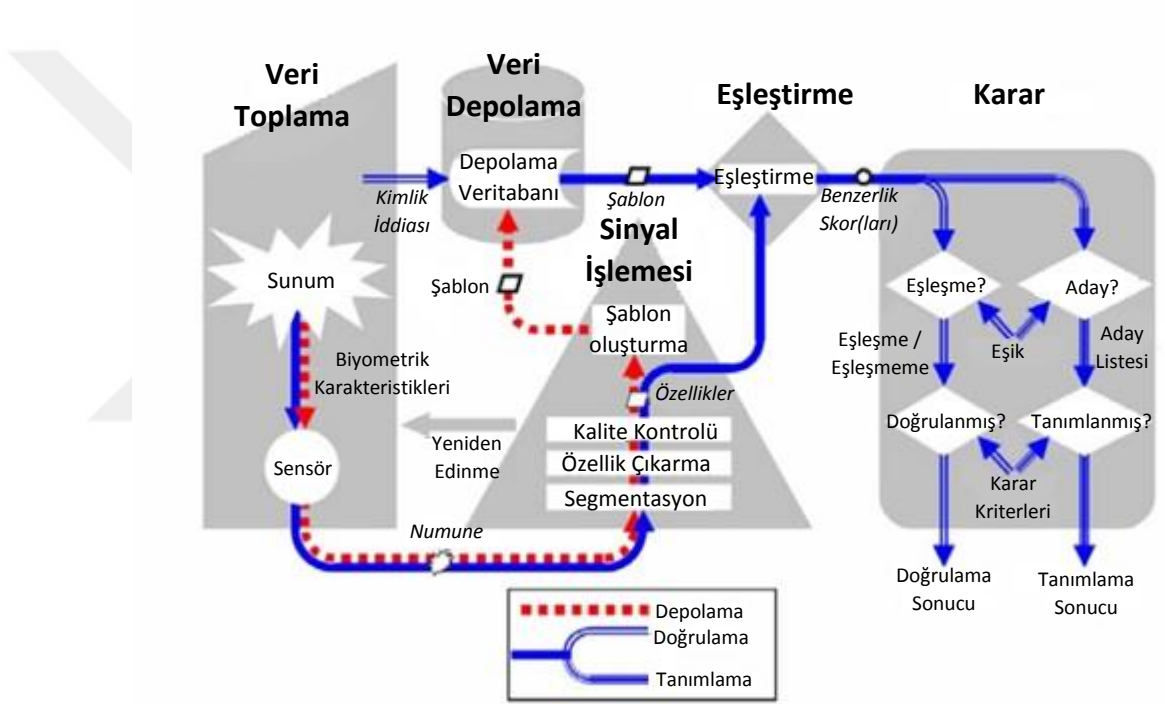 Veri
Toplama
Veri
Depolama
Eşleştirme
Karar
Depolama
Veritabanı
Kimlik
İddiası
Şablon
Eşleştirme
Benzerlik
Skor(ları)
Sinyal
İşlemesi
Sunum
Şablon
Eşleşme?
Aday?
Şablon
oluşturma
Biyometrik
Karakteristikleri
Eşleşme /
Eşleşmeme
Eşik
Aday
Listesi
Özellikler
Yeniden
Edinme
Kalite Kontrolü
Özellik Çıkarma
Segmentasyon
Doğrulanmış?
Tanımlanmış?
Sensör
Karar
Kriterleri
Numune
Doğrulama
Sonucu
Tanımlama
Sonucu
Depolama
Doğrulama
Tanımlama